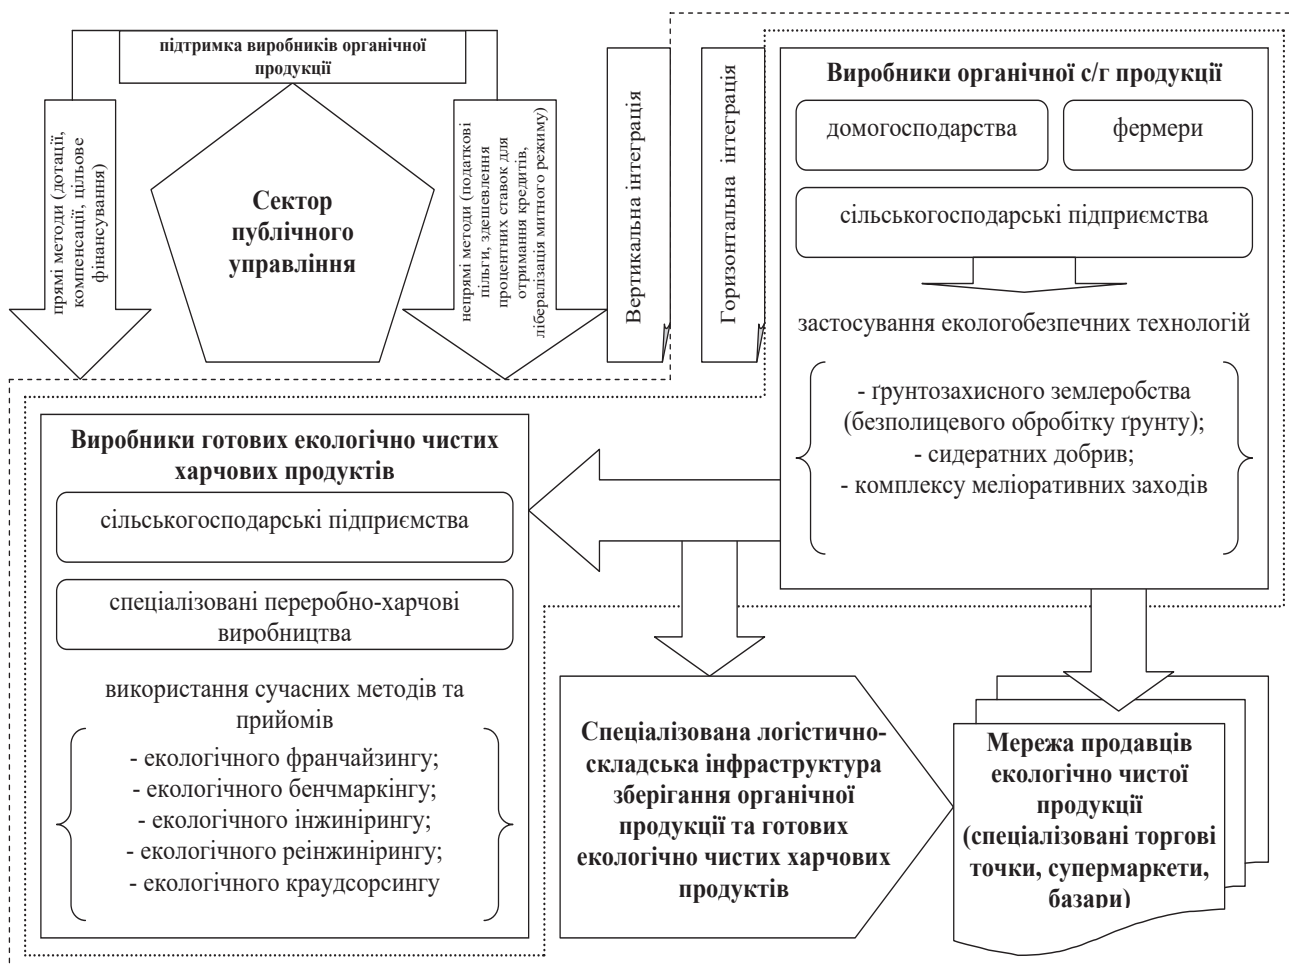 підтримка виробників органічної
продукції
прямі методи (дотації,
компенсації, цільове
фінансування)
Сектор
публічного
управління
непрямі методи (податкові
пільги, здешевлення
процентних ставок для
отримання кредитів,
лібералізація митного режиму)
Вертикальна інтеграція
Горизонтальна інтеграція
Виробники органічної с/г продукції
домогосподарства
фермери
сільськогосподарські підприємства
застосування екологобезпечних технологій
- ґрунтозахисного землеробства
(безполицевого обробітку ґрунту);
- сидератних добрив;
- комплексу меліоративних заходів
Виробники готових екологічно чистих
харчових продуктів
сільськогосподарські підприємства
спеціалізовані переробно-харчові
виробництва
використання сучасних методів та
прийомів
- екологічного франчайзингу;
- екологічного бенчмаркінгу;
- екологічного інжинірингу;
- екологічного реінжинірингу;
- екологічного краудсорсингу
Спеціалізована логістично-
складська інфраструктура
зберігання органічної
продукції та готових
екологічно чистих харчових
продуктів
Мережа продавців
екологічно чистої
продукції
(спеціалізовані торгові
точки, супермаркети,
базари)